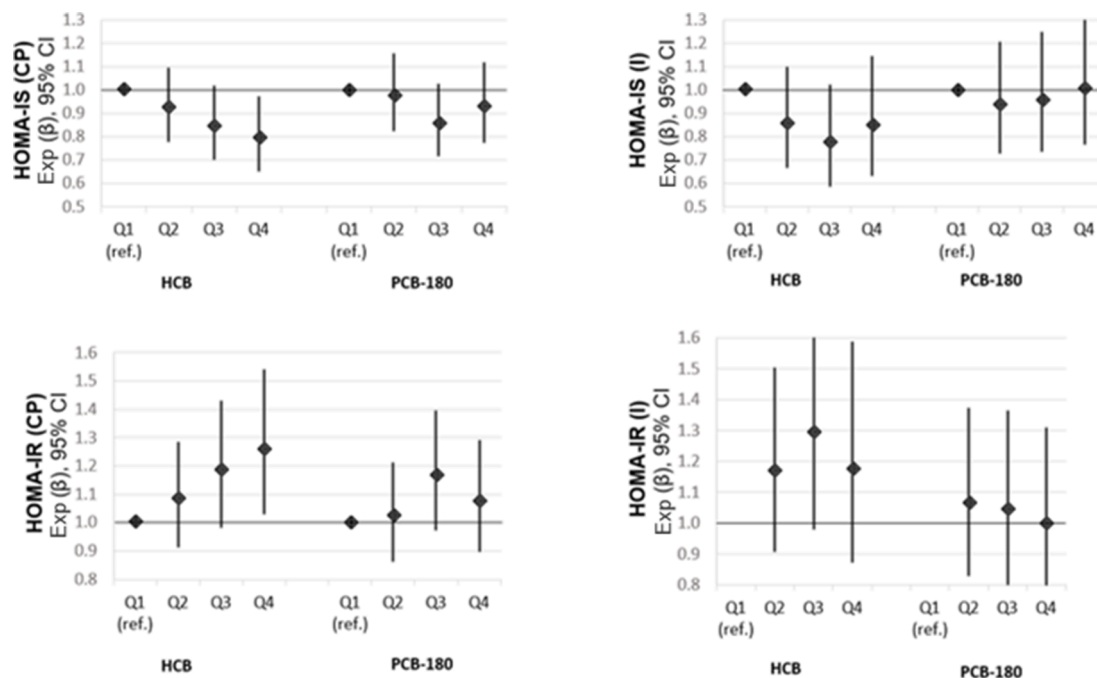 HOMA-IS (CP)
Exp (β), 95% CI
1.3
1.2
1.1
1.0
0.9
0.8
0.7
0.6
0.5
Q1 Q2 Q3 Q4 Q1 Q2 Q3 Q4
(ref.) (ref.)
HCB PCB-180
HOMA-IS (I)
Exp (β), 95% CI
1.3
1.2
1.1
1.0
0.9
0.8
0.7
0.6
0.5
Q1 Q2 Q3 Q4 Q1 Q2 Q3 Q4
(ref.) (ref.)
HCB PCB-180
HOMA-IR (CP)
Exp (β), 95% CI
1.6
1.5
1.4
1.3
1.2
1.1
1.0
0.9
0.8
Q1 Q2 Q3 Q4 Q1 Q2 Q3 Q4
(ref.) (ref.)
HCB PCB-180
HOMA-IR (I)
Exp (β), 95% CI
1.6
1.5
1.4
1.3
1.2
1.1
1.0
0.9
0.8
Q1 Q2 Q3 Q4 Q1 Q2 Q3 Q4
(ref.) (ref.)
HCB PCB-180